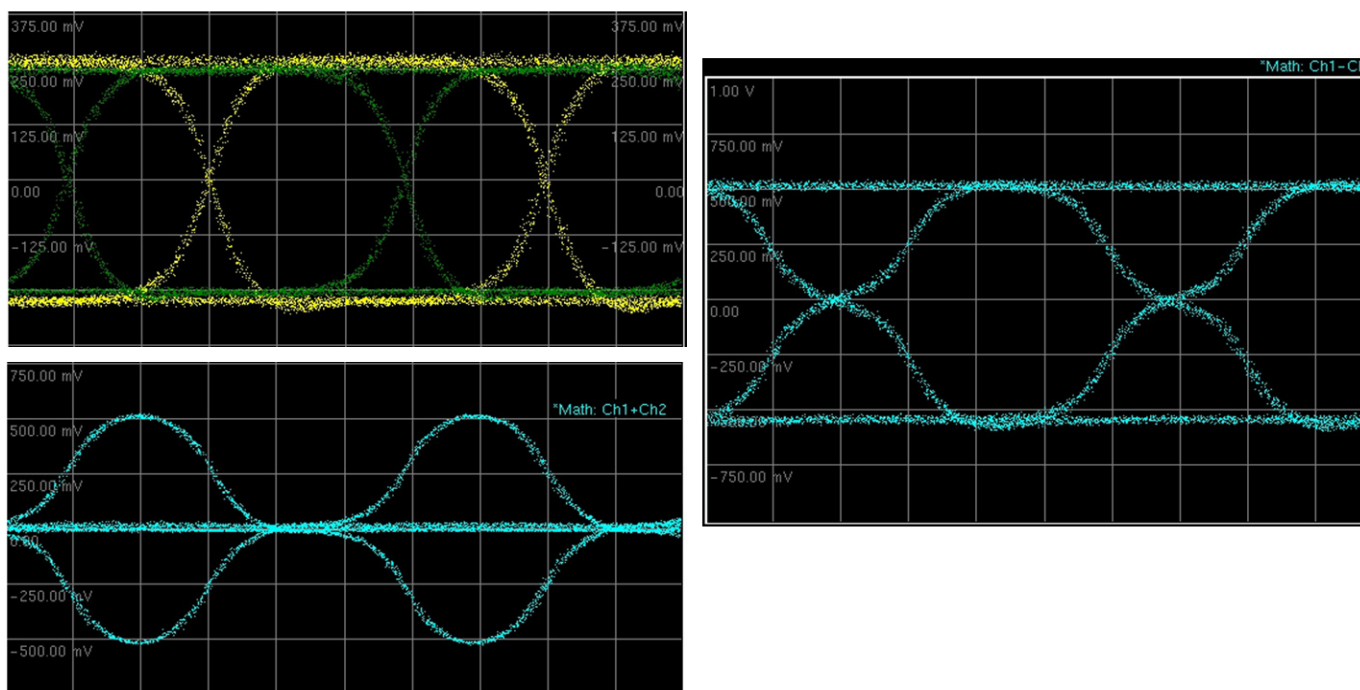 375.00 mV
375.00 mV
250.00 mV
250.00 mV
125.00 mV
125.00 mV
0.00
0.00
-125.00 mV
-125.00 mV
750.00 mV
*Math: Ch1+Ch2
500.00 mV
250.00 mV
0.00
-250.00 mV
-500.00 mV
*Math: Ch1-Ch
1.00 V
750.00 mV
500.00 mV
250.00 mV
0.00
-250.00 mV
-750.00 mV